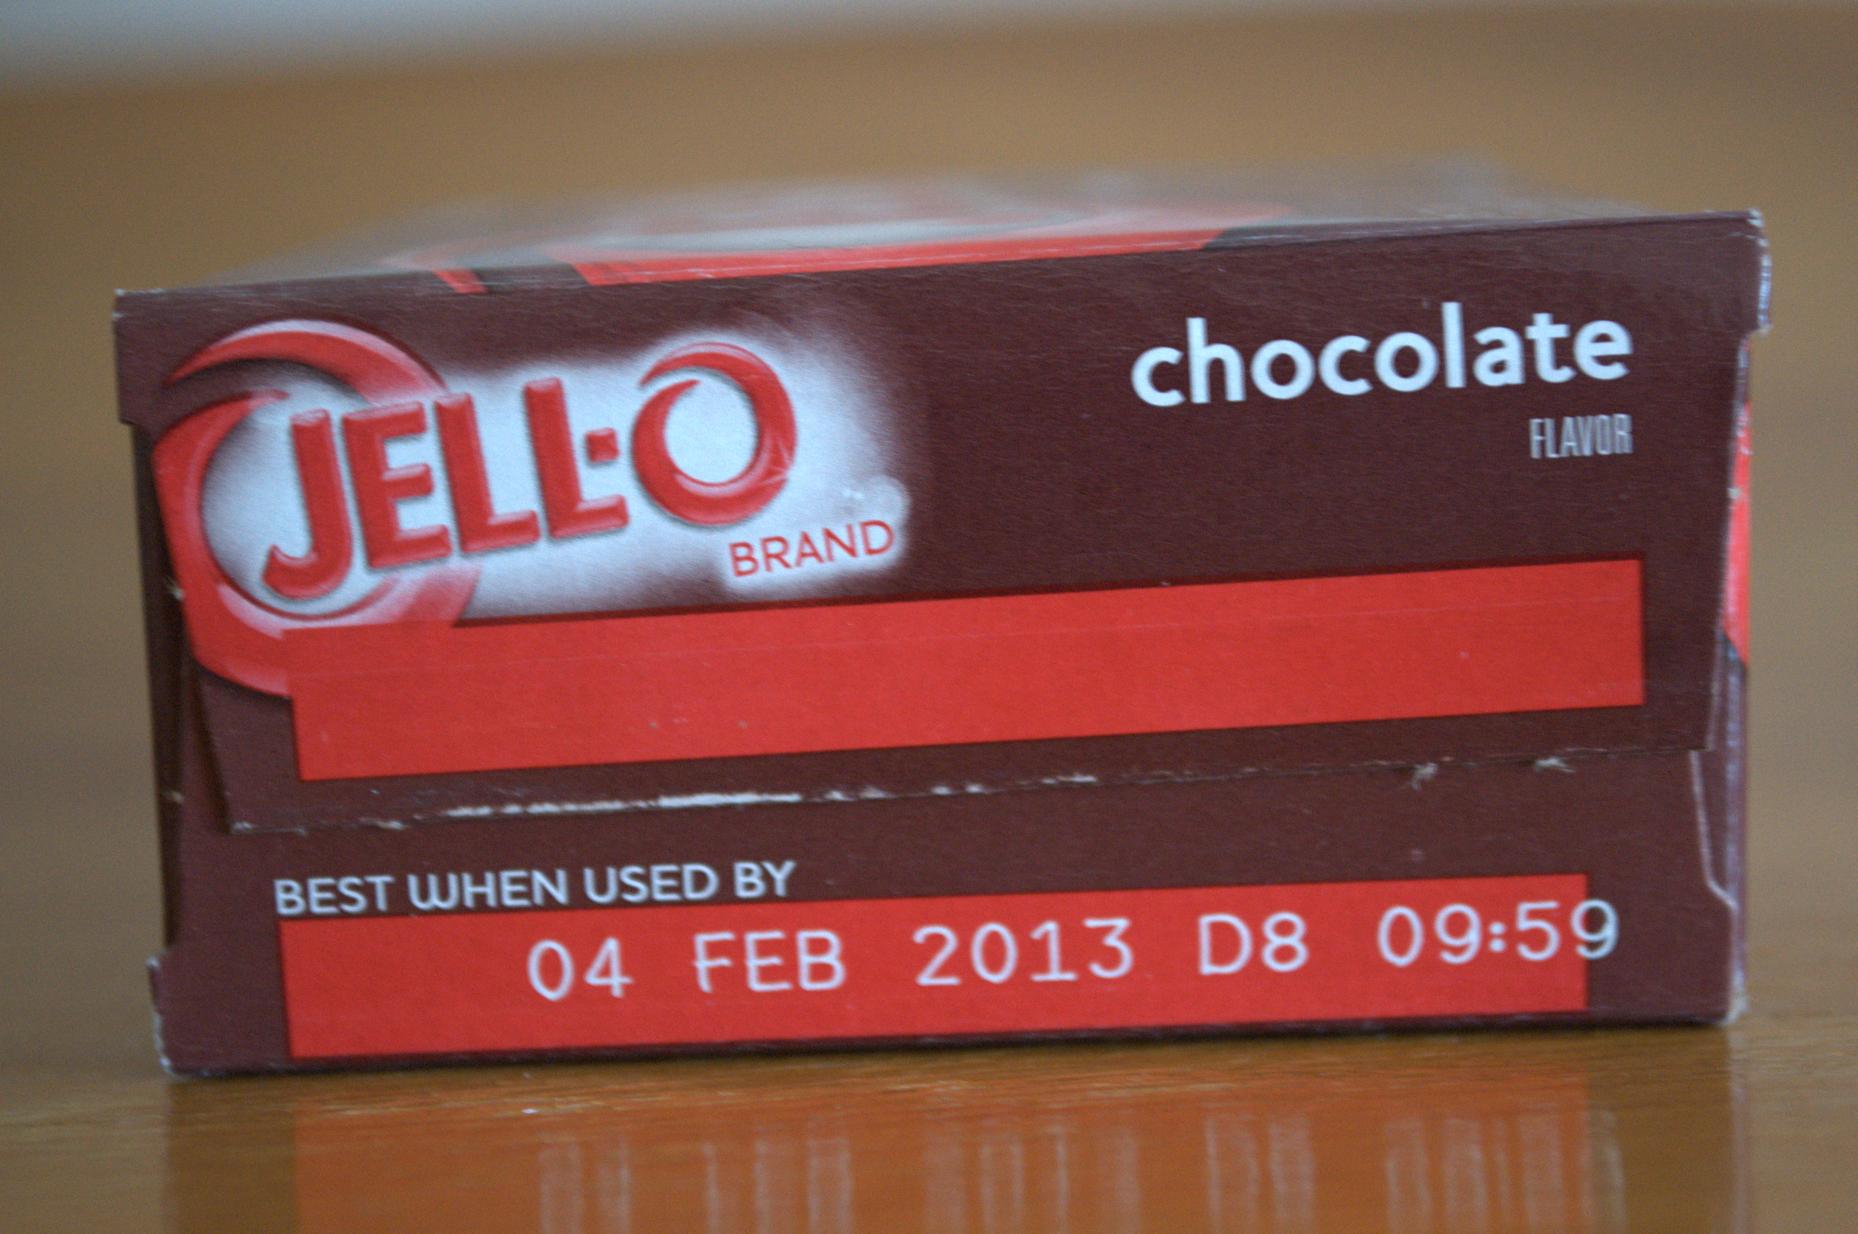 JELL-O
BRAND
chocolate
FLAVOR
BEST WHEN USED BY
04 FEB 2013 D8 09:59